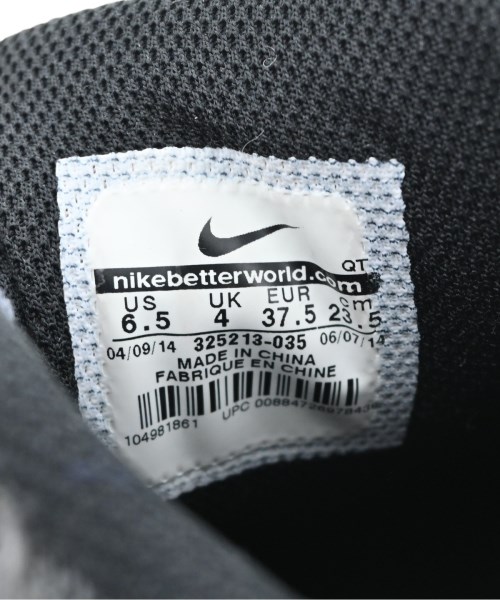 QT
nikebetterworld.com
US UK EUR cm
6.5 4 37.5 23.5
04/09/14 325213-035 06/07/14
MADE IN CHINA
FABRIQUE EN CHINE
104981861 UPC